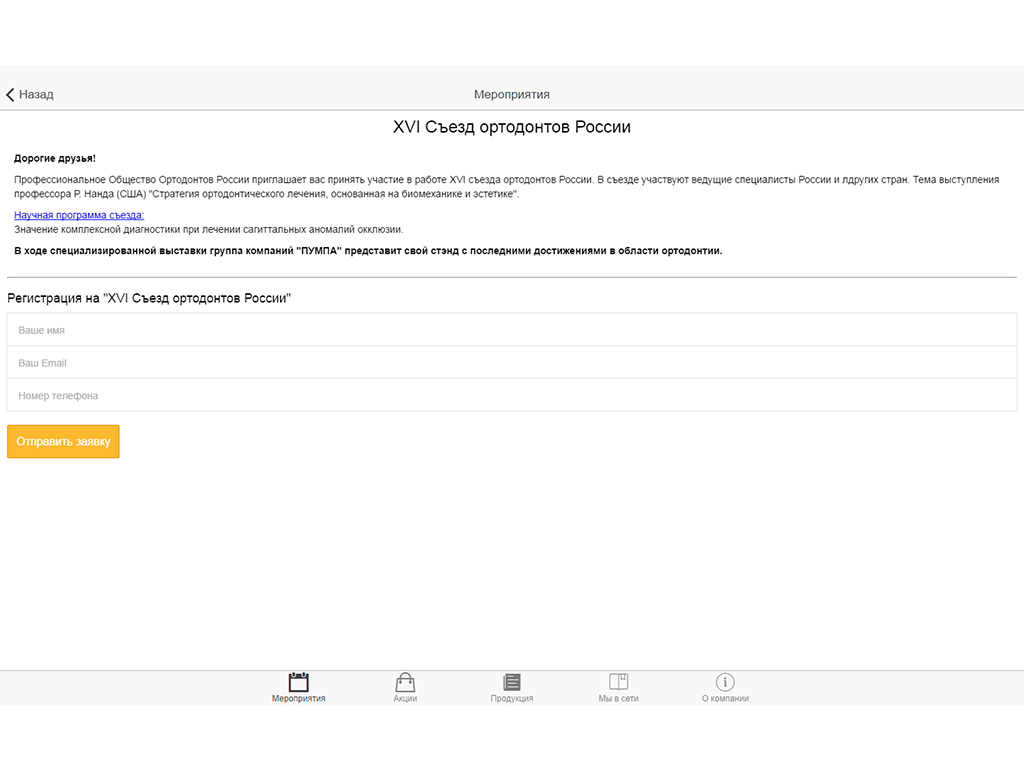 Назад
Мероприятия
XVI Съезд ортодонтов России
Дорогие друзья!
Профессиональное Общество Ортодонтов России приглашает вас принять участие в работе XVI съезда ортодонтов России. В съезде участвуют ведущие специалисты России и лдругих стран. Тема выступления
профессора Р. Нанда (США) "Стратегия ортодонтического лечения, основанная на биомеханике и эстетике".
Научная программа съезда:
Значение комплексной диагностики при лечении сагиттальных аномалий окклюзии.
В ходе специализированной выставки группа компаний "ПУМПА" представит свой стэнд с последними достижениями в области ортодонтии.
Регистрация на "XVI Съезд ортодонтов России"
Ваше имя
Ваш Email
Номер телефона
Отправить заявку
Мероприятия
Акции
Продукция
Мы в сети
О компании